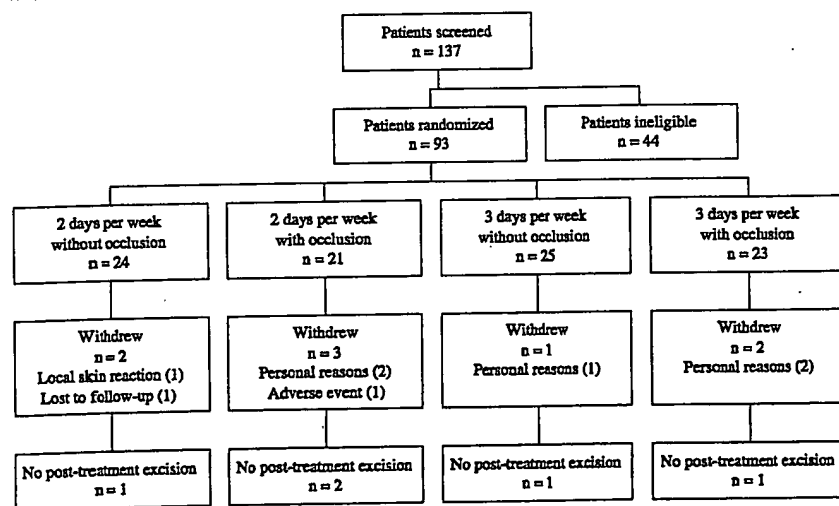 Patients screened
n = 137
Patients randomized
n = 93
Patients ineligible
n = 44
2 days per week
without occlusion
n = 24
2 days per week
with occlusion
n = 21
3 days per week
without occlusion
n = 25
3 days per week
with occlusion
n = 23
Withdrew
n = 2
Local skin reaction (1)
Lost to follow-up (1)
Withdrew
n = 3
Personal reasons (2)
Adverse event (1)
Withdrew
n = 1
Personal reasons (1)
Withdrew
n = 2
Personal reasons (2)
No post-treatment excision
n = 1
No post-treatment excision
n = 2
No post-treatment excision
n = 1
No post-treatment excision
n = 1